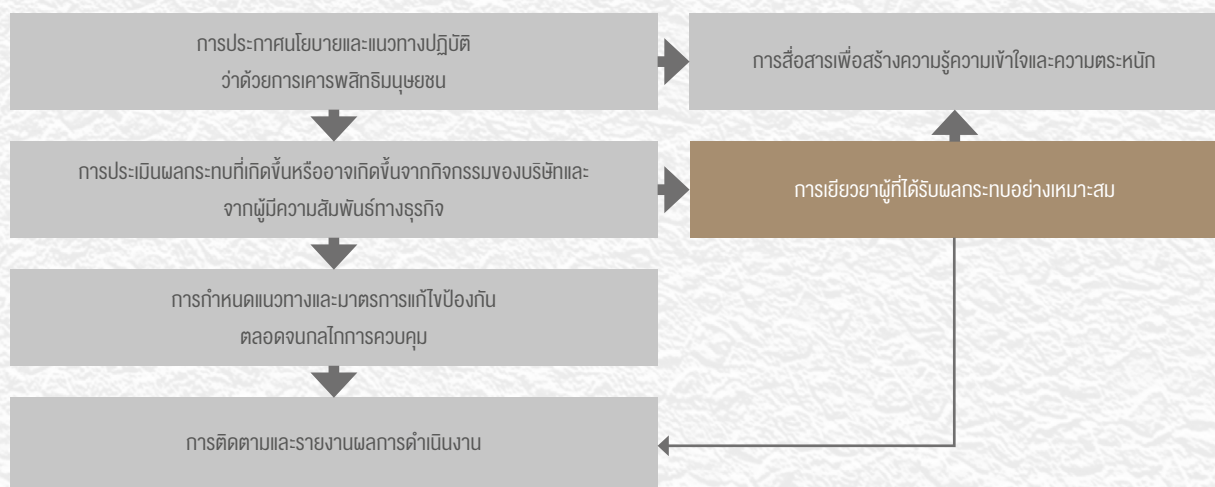 การประกาศนโยบายและแนวทางปฏิบัติ
ว่าด้วยการเคารพสิทธิมนุษยชน
การสื่อสารเพื่อสร้างความรู้ความเข้าใจและความตระหนัก
การประเมินผลกระทบที่เกิดขึ้นหรืออาจเกิดขึ้นจากกิจกรรมของบริษัทและ
จากผู้มีความสัมพันธ์ทางธุรกิจ
การเยียวยาผู้ที่ได้รับผลกระทบอย่างเหมาะสม
การกำหนดแนวทางและมาตรการแก้ไขป้องกัน
ตลอดจนกลไกการควบคุม
การติดตามและรายงานผลการดำเนินงาน